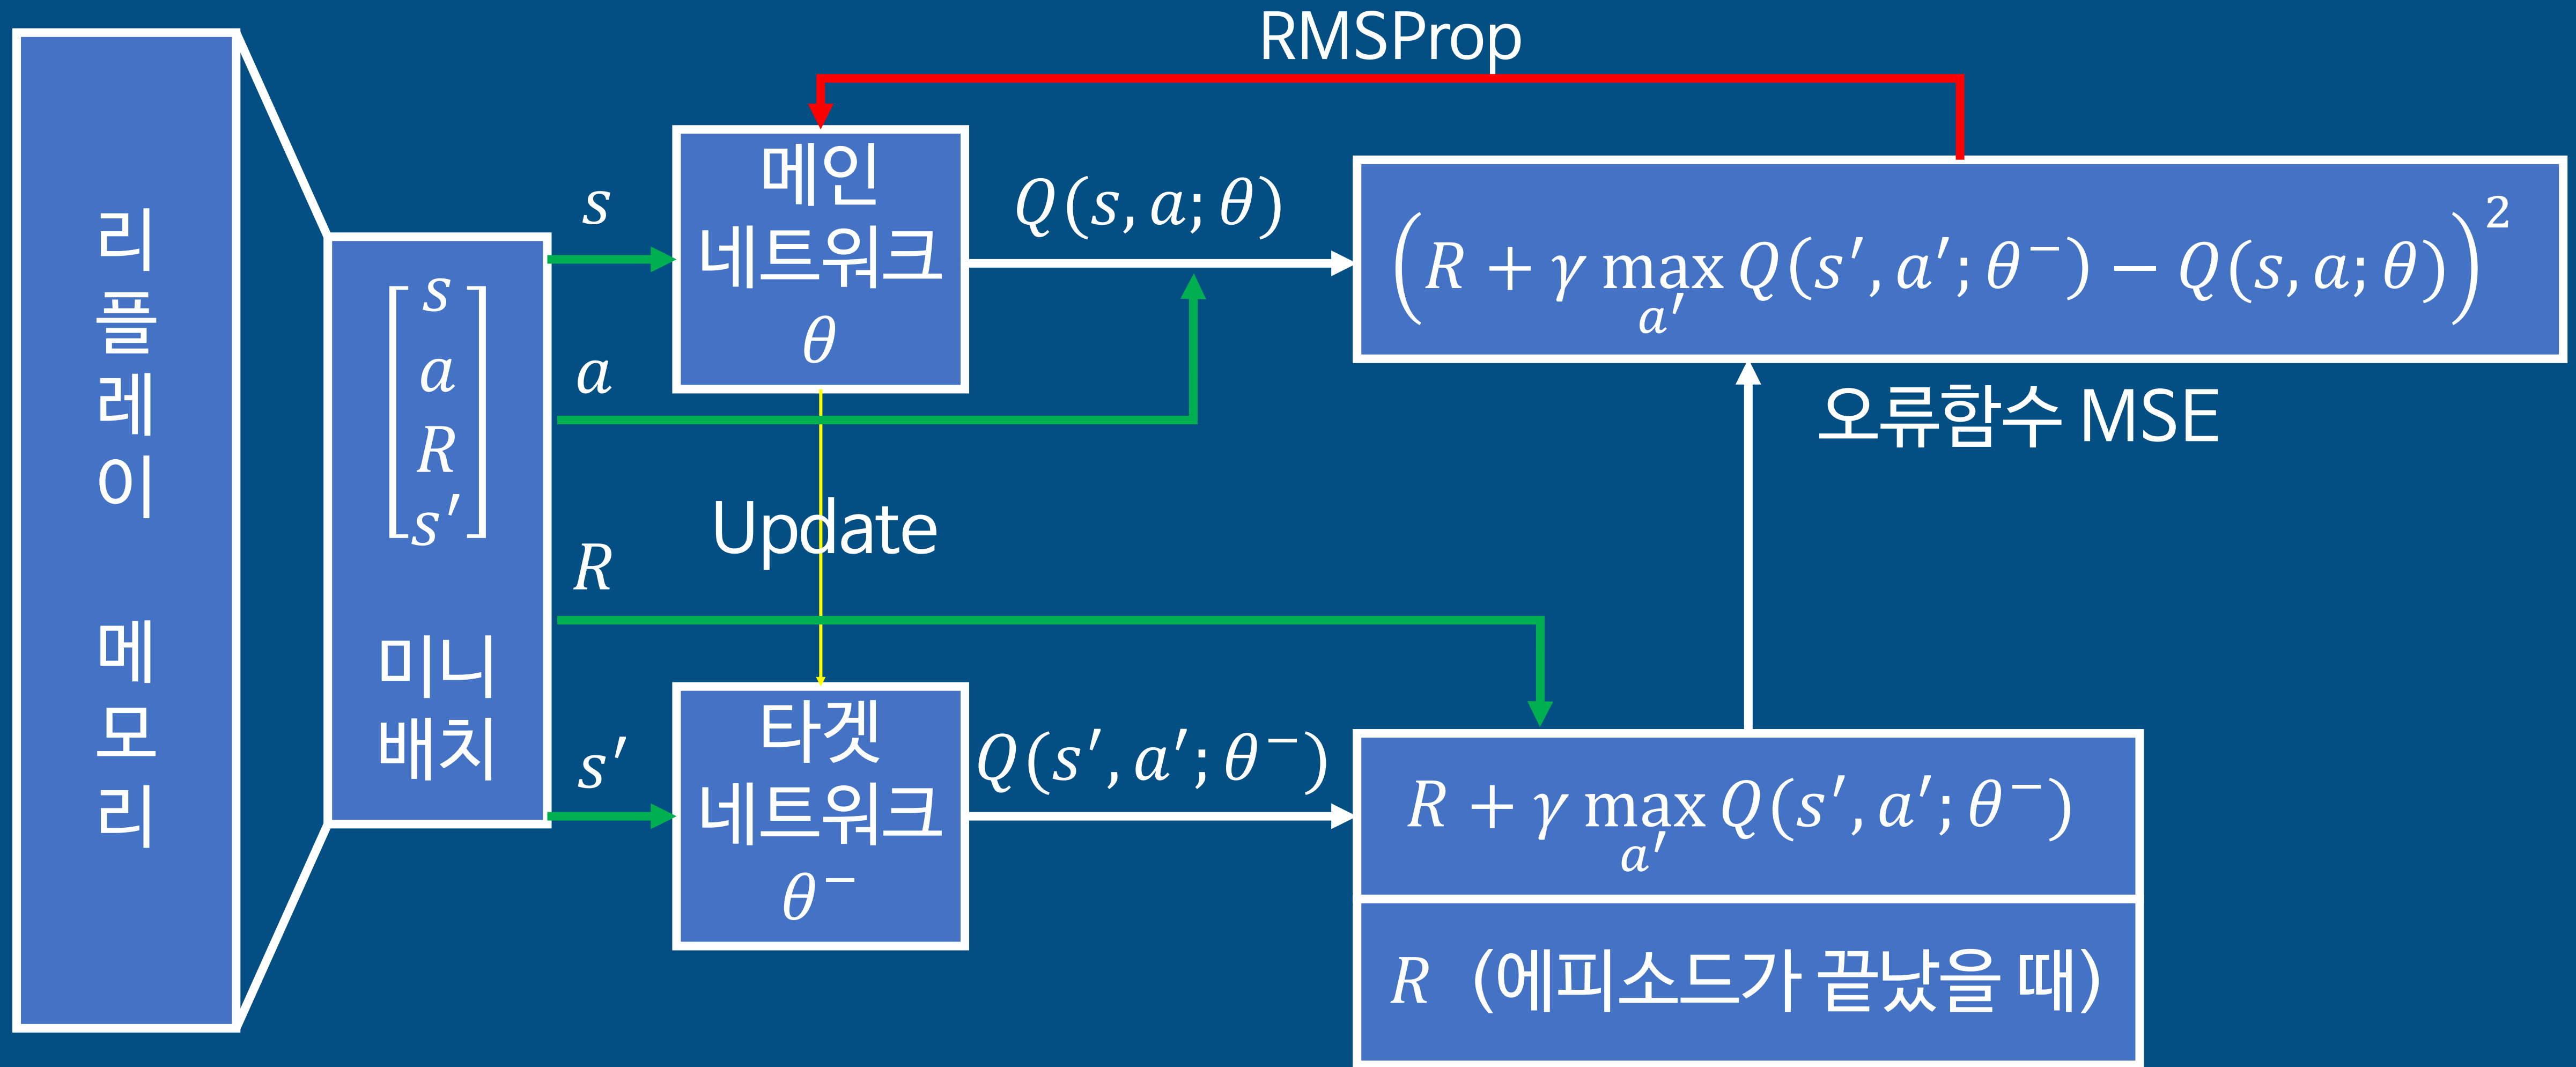 RMSProp
리
플
레
이
메
모
리
s
a
R
s′
미니
배치
s
a
R
s′
메인
네트워크
θ
Q(s, a; θ)
(R + γ max Q(s′, a′; θ⁻) − Q(s, a; θ))²
a′
오류함수 MSE
Update
타겟
네트워크
θ⁻
Q(s′, a′; θ⁻)
R + γ max Q(s′, a′; θ⁻)
a′
R (에피소드가 끝났을 때)